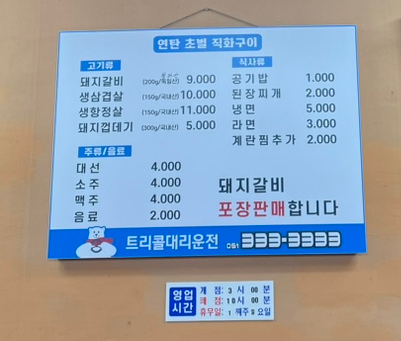 연탄 초벌 직화구이
고기류
돼지갈비 (200g/독일산) 9.000
생삼겹살 (150g/국내산) 10.000
생항정살 (150g/국내산) 11.000
돼지껍데기 (300g/국내산) 5.000
식사류
공기밥 1.000
된장찌개 2.000
냉면 5.000
라면 3.000
계란찜추가 2.000
주류/음료
대선 4.000
소주 4.000
맥주 4.000
음료 2.000
돼지갈비
포장판매합니다
트리콜대리운전 051 333-3333
영업시간
개점: 3시 00분
폐점: 10시 00분
휴무일: 1째주 요일